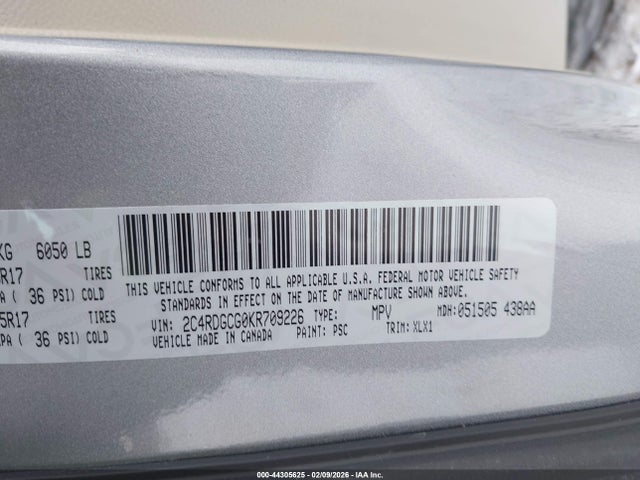 KG 6050 LB
R17 TIRES
PA ( 36 PSI) COLD
5R17 TIRES
KPA ( 36 PSI) COLD
THIS VEHICLE CONFORMS TO ALL APPLICABLE U.S.A. FEDERAL MOTOR VEHICLE SAFETY
STANDARDS IN EFFECT ON THE DATE OF MANUFACTURE SHOWN ABOVE.
VIN: 2C4RDGCG0KR709226 TYPE: MPV MDH: 051505 438AA
VEHICLE MADE IN CANADA PAINT: PSC TRIM: XLX1
000-44305625 - 02/09/2026 - IAA Inc.